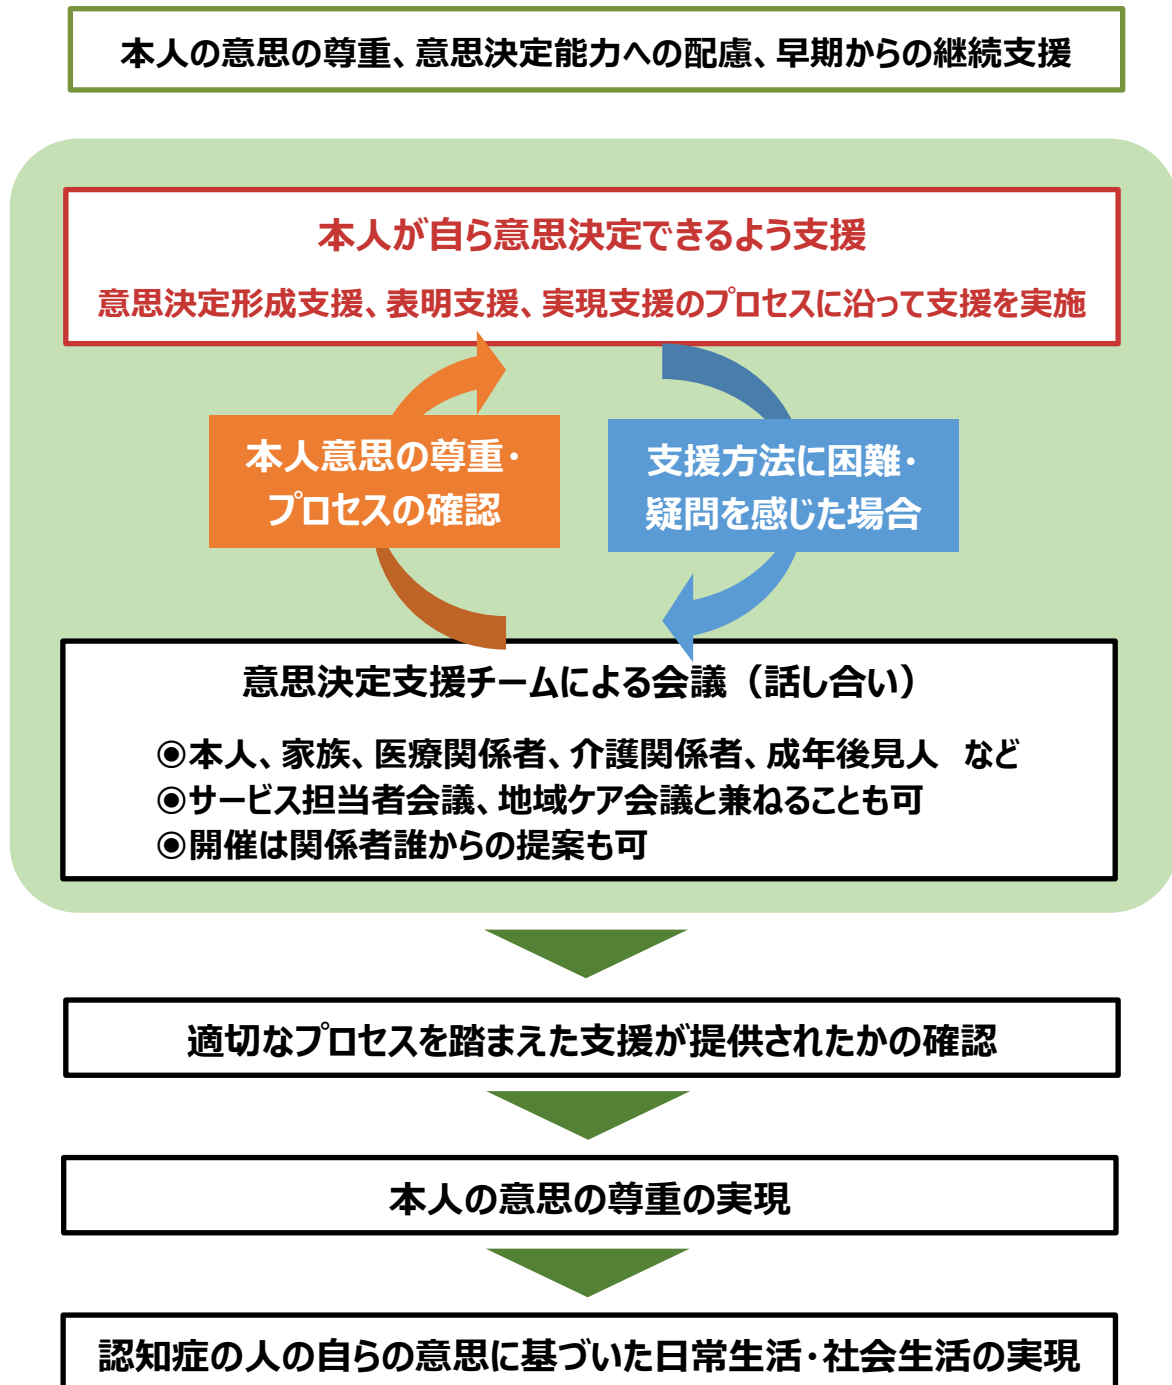 本人の意思の尊重、意思決定能力への配慮、早期からの継続支援
本人が自ら意思決定できるよう支援
意思決定形成支援、表明支援、実現支援のプロセスに沿って支援を実施
本人意思の尊重・
プロセスの確認
支援方法に困難・
疑問を感じた場合
意思決定支援チームによる会議（話し合い）
◉本人、家族、医療関係者、介護関係者、成年後見人　など
◉サービス担当者会議、地域ケア会議と兼ねることも可
◉開催は関係者誰からの提案も可
適切なプロセスを踏まえた支援が提供されたかの確認
本人の意思の尊重の実現
認知症の人の自らの意思に基づいた日常生活・社会生活の実現